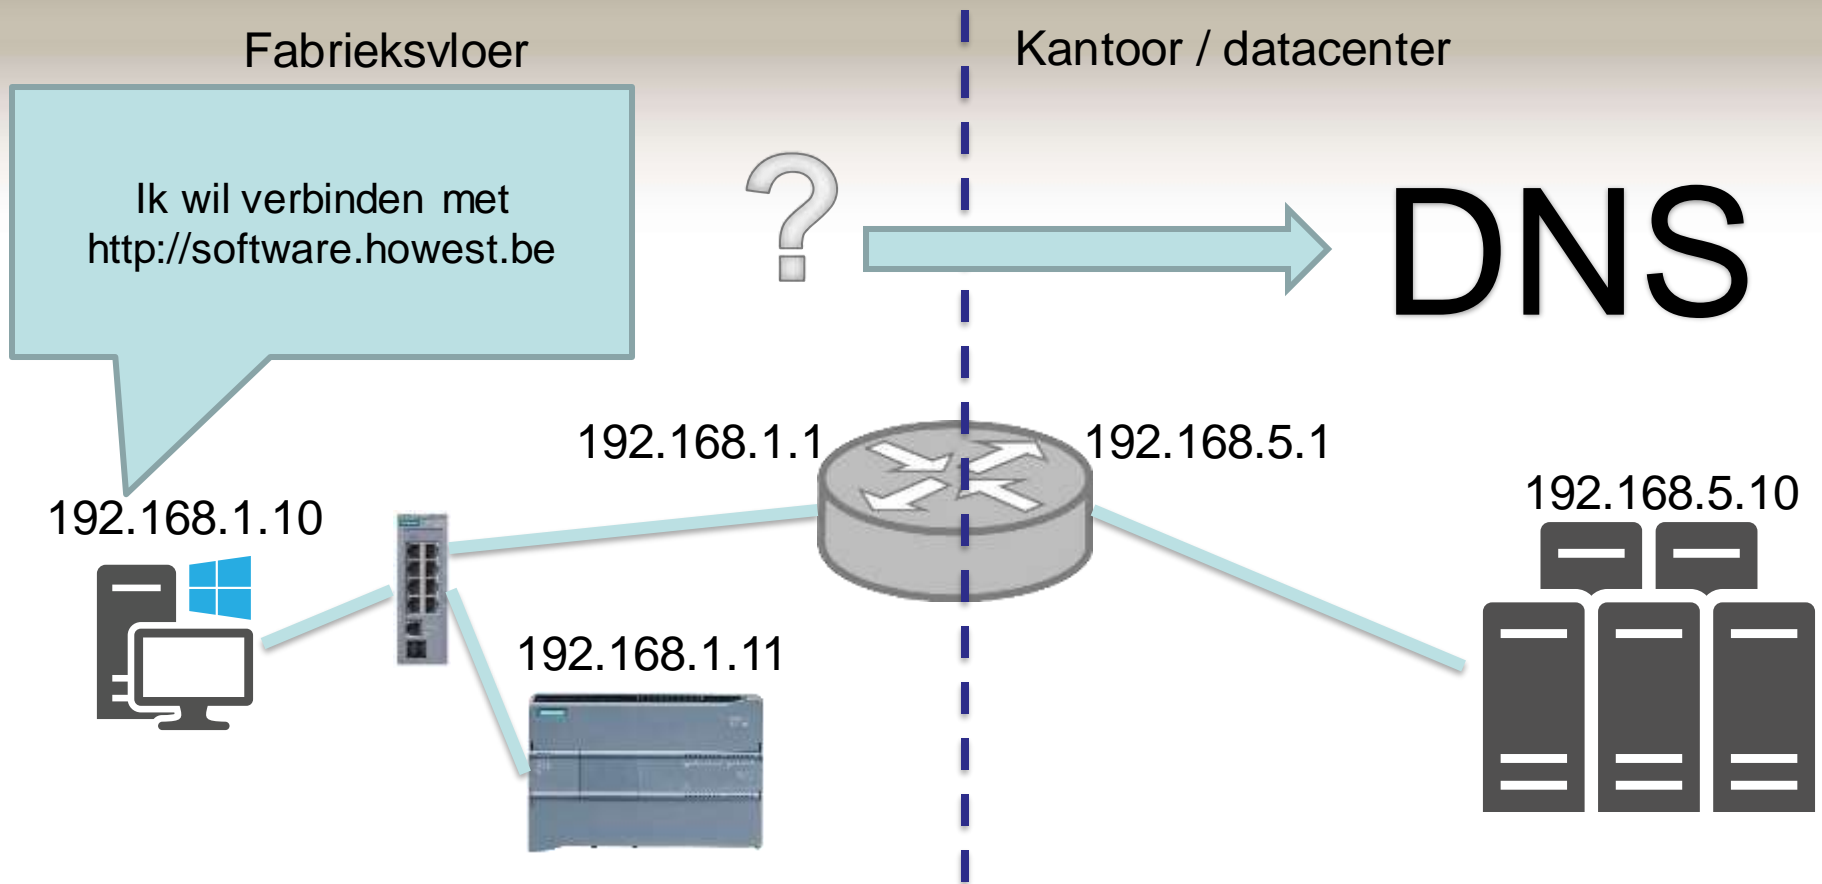 Fabrieksvloer
Kantoor / datacenter
Ik wil verbinden met
http://software.howest.be
DNS
192.168.1.1
192.168.5.1
192.168.1.10
192.168.5.10
192.168.1.11